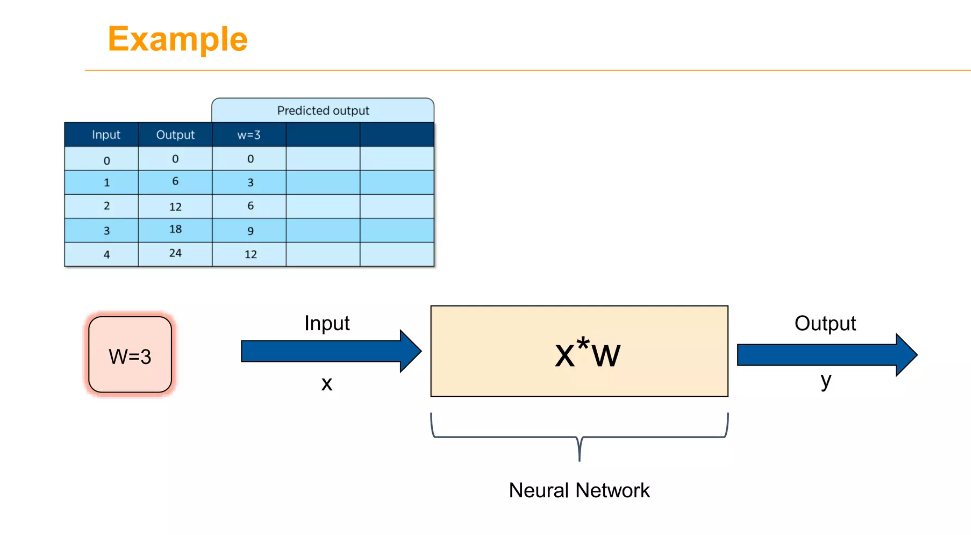 Example
Predicted output
Input Output w=3
0 0 0
1 6 3
2 12 6
3 18 9
4 24 12
W=3
Input
x
x*w
Output
y
Neural Network